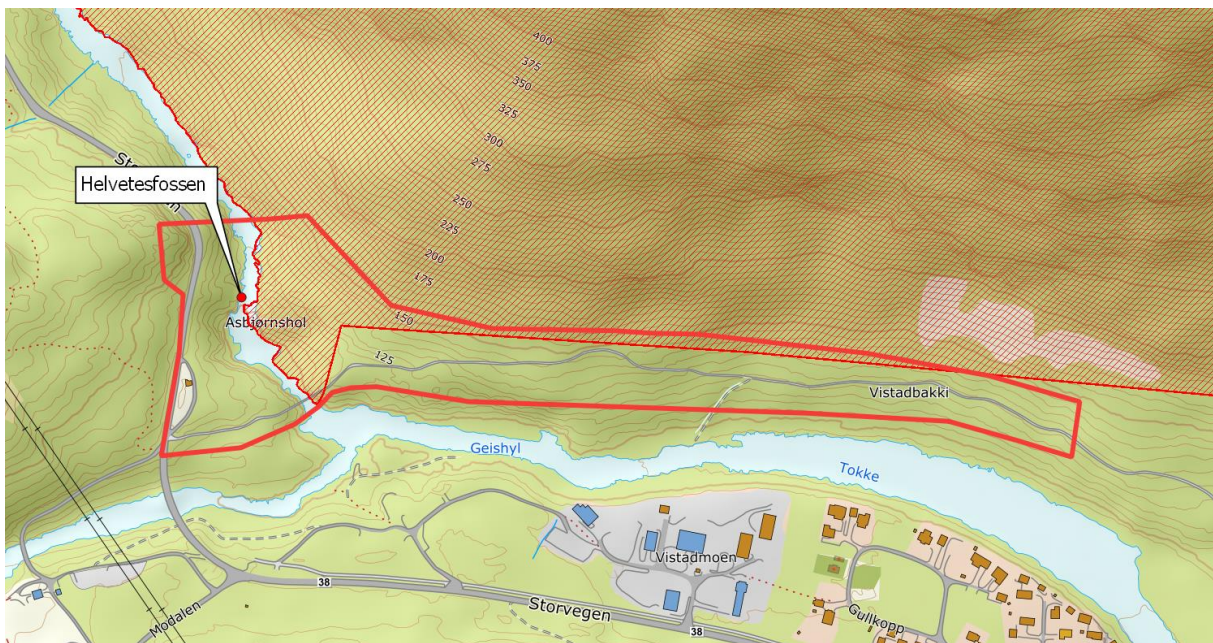 400
375
350
325
300
275
250
225
200
175
150
125
Helvetesfossen
Asbjørnshol
Vistadbakki
Geishyl
Tokke
Vistadmoen
38
Storvegen
38
Modalen
Gullkopp